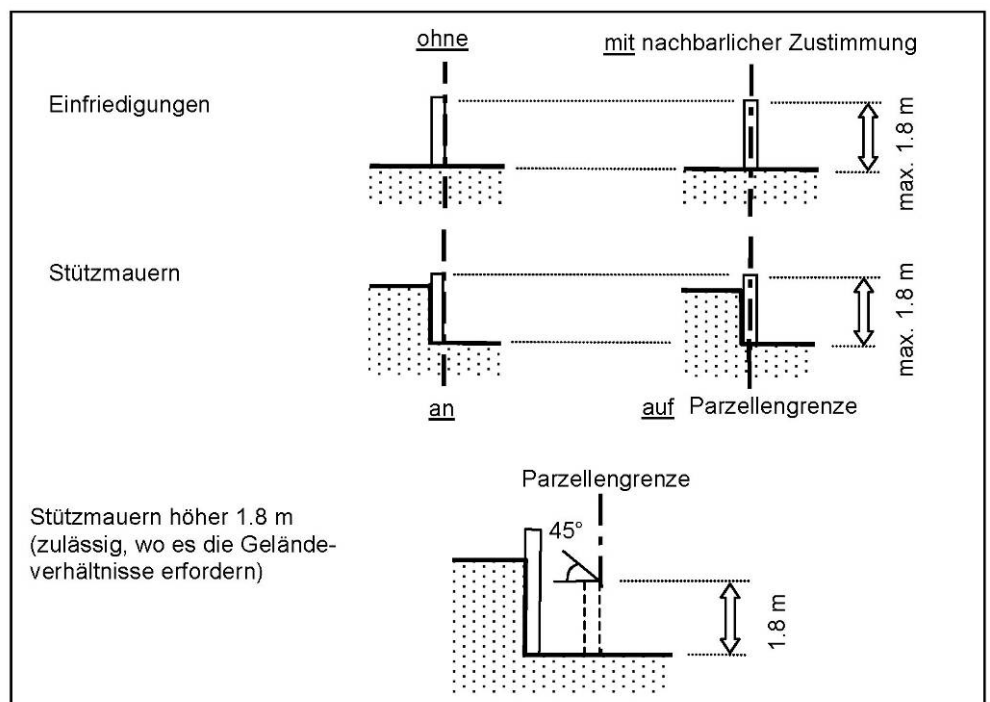 ohne mit nachbarlicher Zustimmung
Einfriedigungen
max. 1.8 m
Stützmauern
max. 1.8 m
an auf Parzellengrenze
Parzellengrenze
Stützmauern höher 1.8 m
(zulässig, wo es die Gelände-
verhältnisse erfordern)
45°
1.8 m